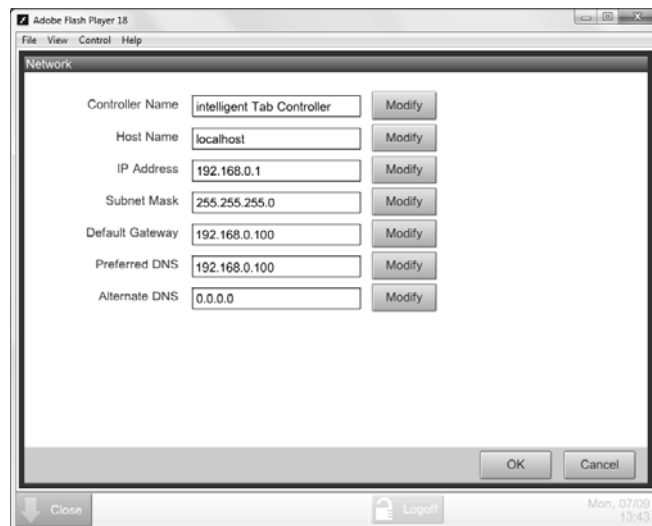 Adobe Flash Player 18
File View Control Help
Network
Controller Name intelligent Tab Controller Modify
Host Name localhost Modify
IP Address 192.168.0.1 Modify
Subnet Mask 255.255.255.0 Modify
Default Gateway 192.168.0.100 Modify
Preferred DNS 192.168.0.100 Modify
Alternate DNS 0.0.0.0 Modify
OK Cancel
Close Logoff Mon, 07/09
13:43